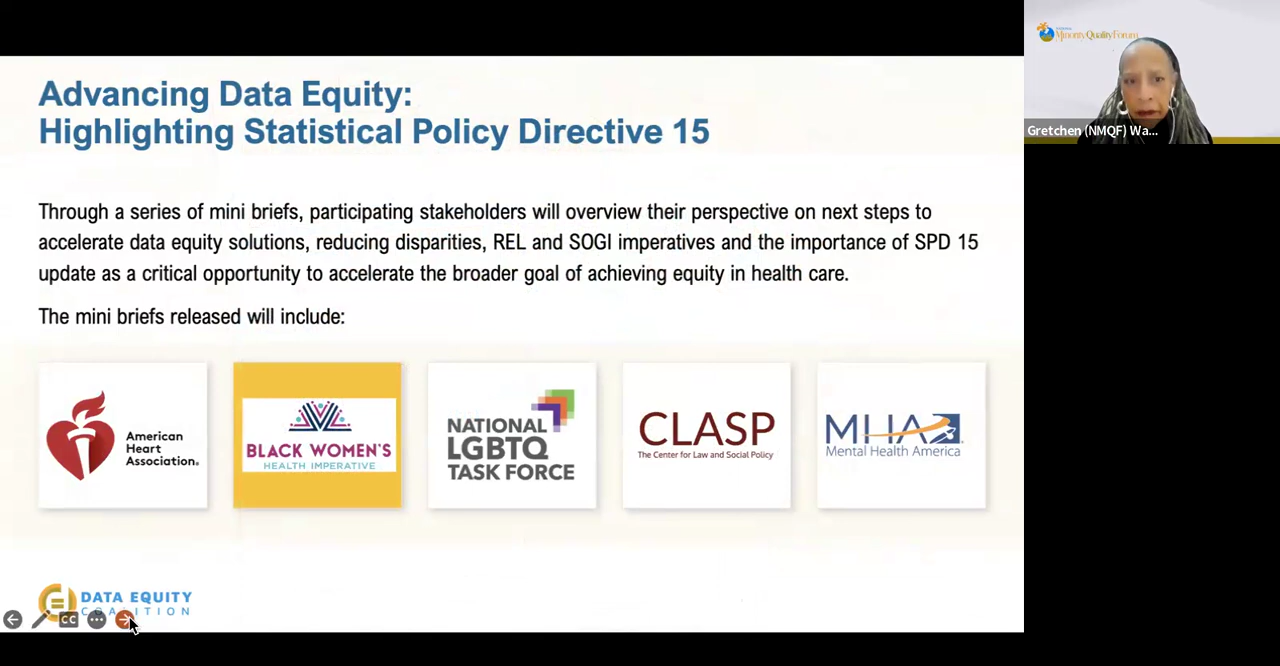 Advancing Data Equity:
Highlighting Statistical Policy Directive 15
Through a series of mini briefs, participating stakeholders will overview their perspective on next steps to
accelerate data equity solutions, reducing disparities, REL and SOGI imperatives and the importance of SPD 15
update as a critical opportunity to accelerate the broader goal of achieving equity in health care.
The mini briefs released will include:
American
Heart
Association®
BLACK WOMEN'S
HEALTH IMPERATIVE
NATIONAL
LGBTQ
TASK FORCE
CLASP
The Center for Law and Social Policy
MHA
Mental Health America
DATA EQUITY
COALITION
CC
Minority Quality Forum
Gretchen (NMQF) Wa...